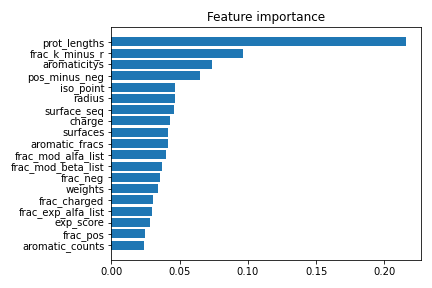 Feature importance
prot_lengths
frac_k_minus_r
aromaticitys
pos_minus_neg
iso_point
radius
surface_seq
charge
surfaces
aromatic_fracs
frac_mod_alfa_list
frac_mod_beta_list
frac_neg
weights
frac_charged
frac_exp_alfa_list
exp_score
frac_pos
aromatic_counts
0.00 0.05 0.10 0.15 0.20